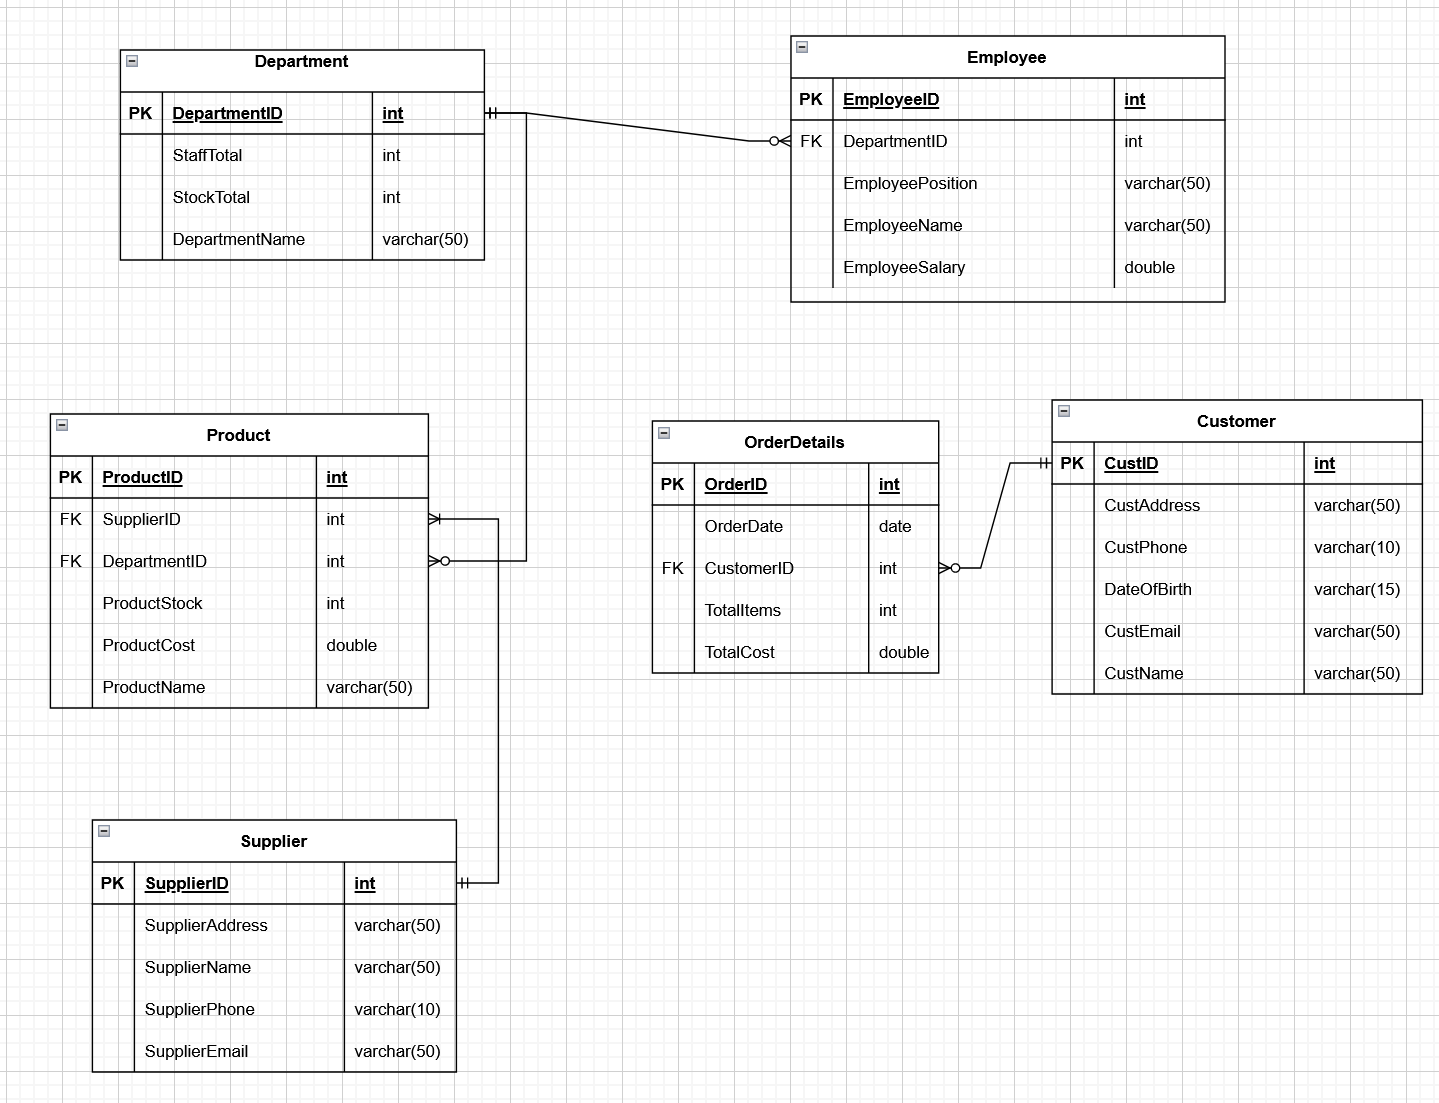 Department
PK DepartmentID int
StaffTotal int
StockTotal int
DepartmentName varchar(50)
Employee
PK EmployeeID int
FK DepartmentID int
EmployeePosition varchar(50)
EmployeeName varchar(50)
EmployeeSalary double
Product
PK ProductID int
FK SupplierID int
FK DepartmentID int
ProductStock int
ProductCost double
ProductName varchar(50)
OrderDetails
PK OrderID int
OrderDate date
FK CustomerID int
TotalItems int
TotalCost double
Customer
PK CustID int
CustAddress varchar(50)
CustPhone varchar(10)
DateOfBirth varchar(15)
CustEmail varchar(50)
CustName varchar(50)
Supplier
PK SupplierID int
SupplierAddress varchar(50)
SupplierName varchar(50)
SupplierPhone varchar(10)
SupplierEmail varchar(50)